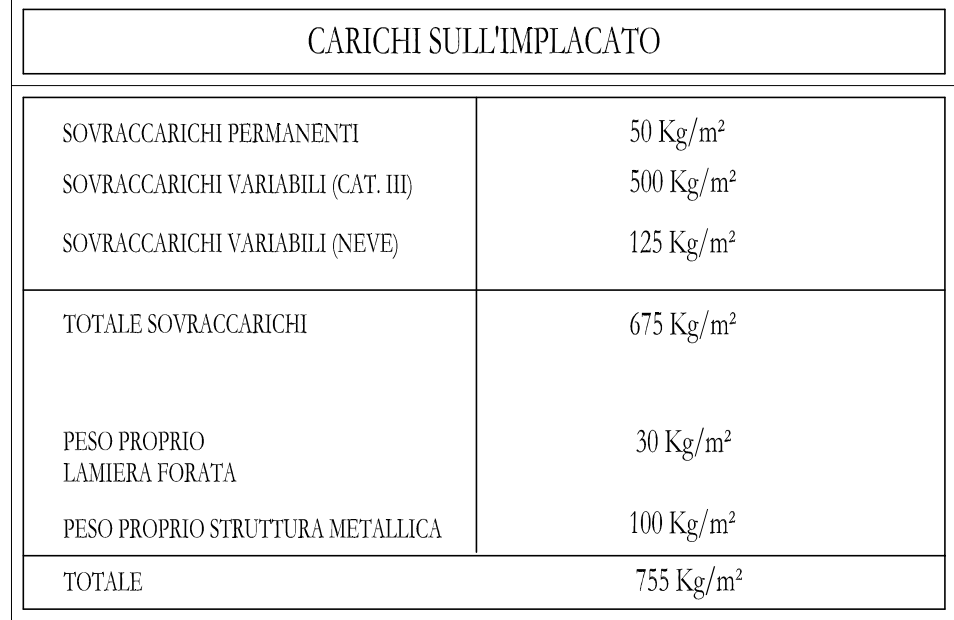 CARICHI SULL'IMPLACATO
SOVRACCARICHI PERMANENTI 50 Kg/m²
SOVRACCARICHI VARIABILI (CAT. III) 500 Kg/m²
SOVRACCARICHI VARIABILI (NEVE) 125 Kg/m²
TOTALE SOVRACCARICHI 675 Kg/m²
PESO PROPRIO 30 Kg/m²
LAMIERA FORATA
PESO PROPRIO STRUTTURA METALLICA 100 Kg/m²
TOTALE 755 Kg/m²